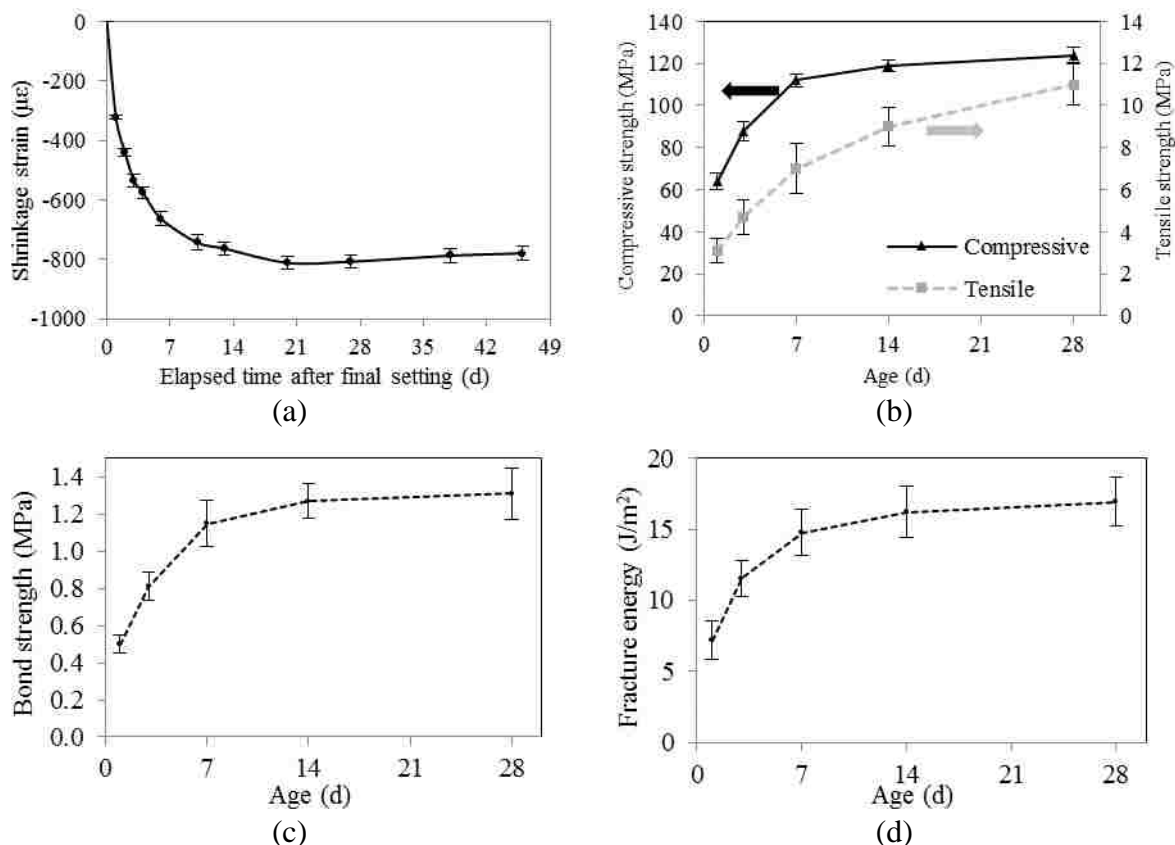 0
-200
-400
-600
-800
-1000
Shrinkage strain (με)
0 7 14 21 28 35 42 49
Elapsed time after final setting (d)
(a)
140
120
100
80
60
40
20
0
Compressive strength (MPa)
14
12
10
8
6
4
2
0
Tensile strength (MPa)
Compressive
Tensile
0 7 14 21 28
Age (d)
(b)
1.4
1.2
1.0
0.8
0.6
0.4
0.2
0.0
Bond strength (MPa)
0 7 14 21 28
Age (d)
(c)
20
15
10
5
0
Fracture energy (J/m²)
0 7 14 21 28
Age (d)
(d)